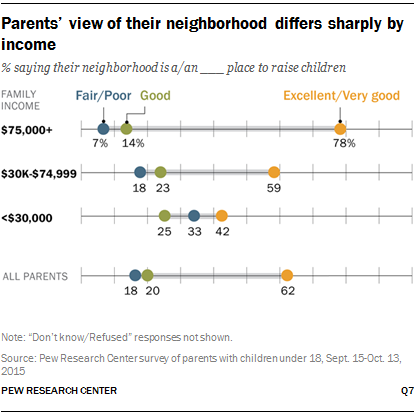 Parents' view of their neighborhood differs sharply by
income
% saying their neighborhood is a/an ___ place to raise children
FAMILY
INCOME
Fair/Poor Good Excellent/Very good
$75,000+
7% 14% 78%
$30K-$74,999
18 23 59
<$30,000
25 33 42
ALL PARENTS
18 20 62
Note: "Don't know/Refused" responses not shown.
Source: Pew Research Center survey of parents with children under 18, Sept. 15-Oct. 13,
2015
PEW RESEARCH CENTER Q7